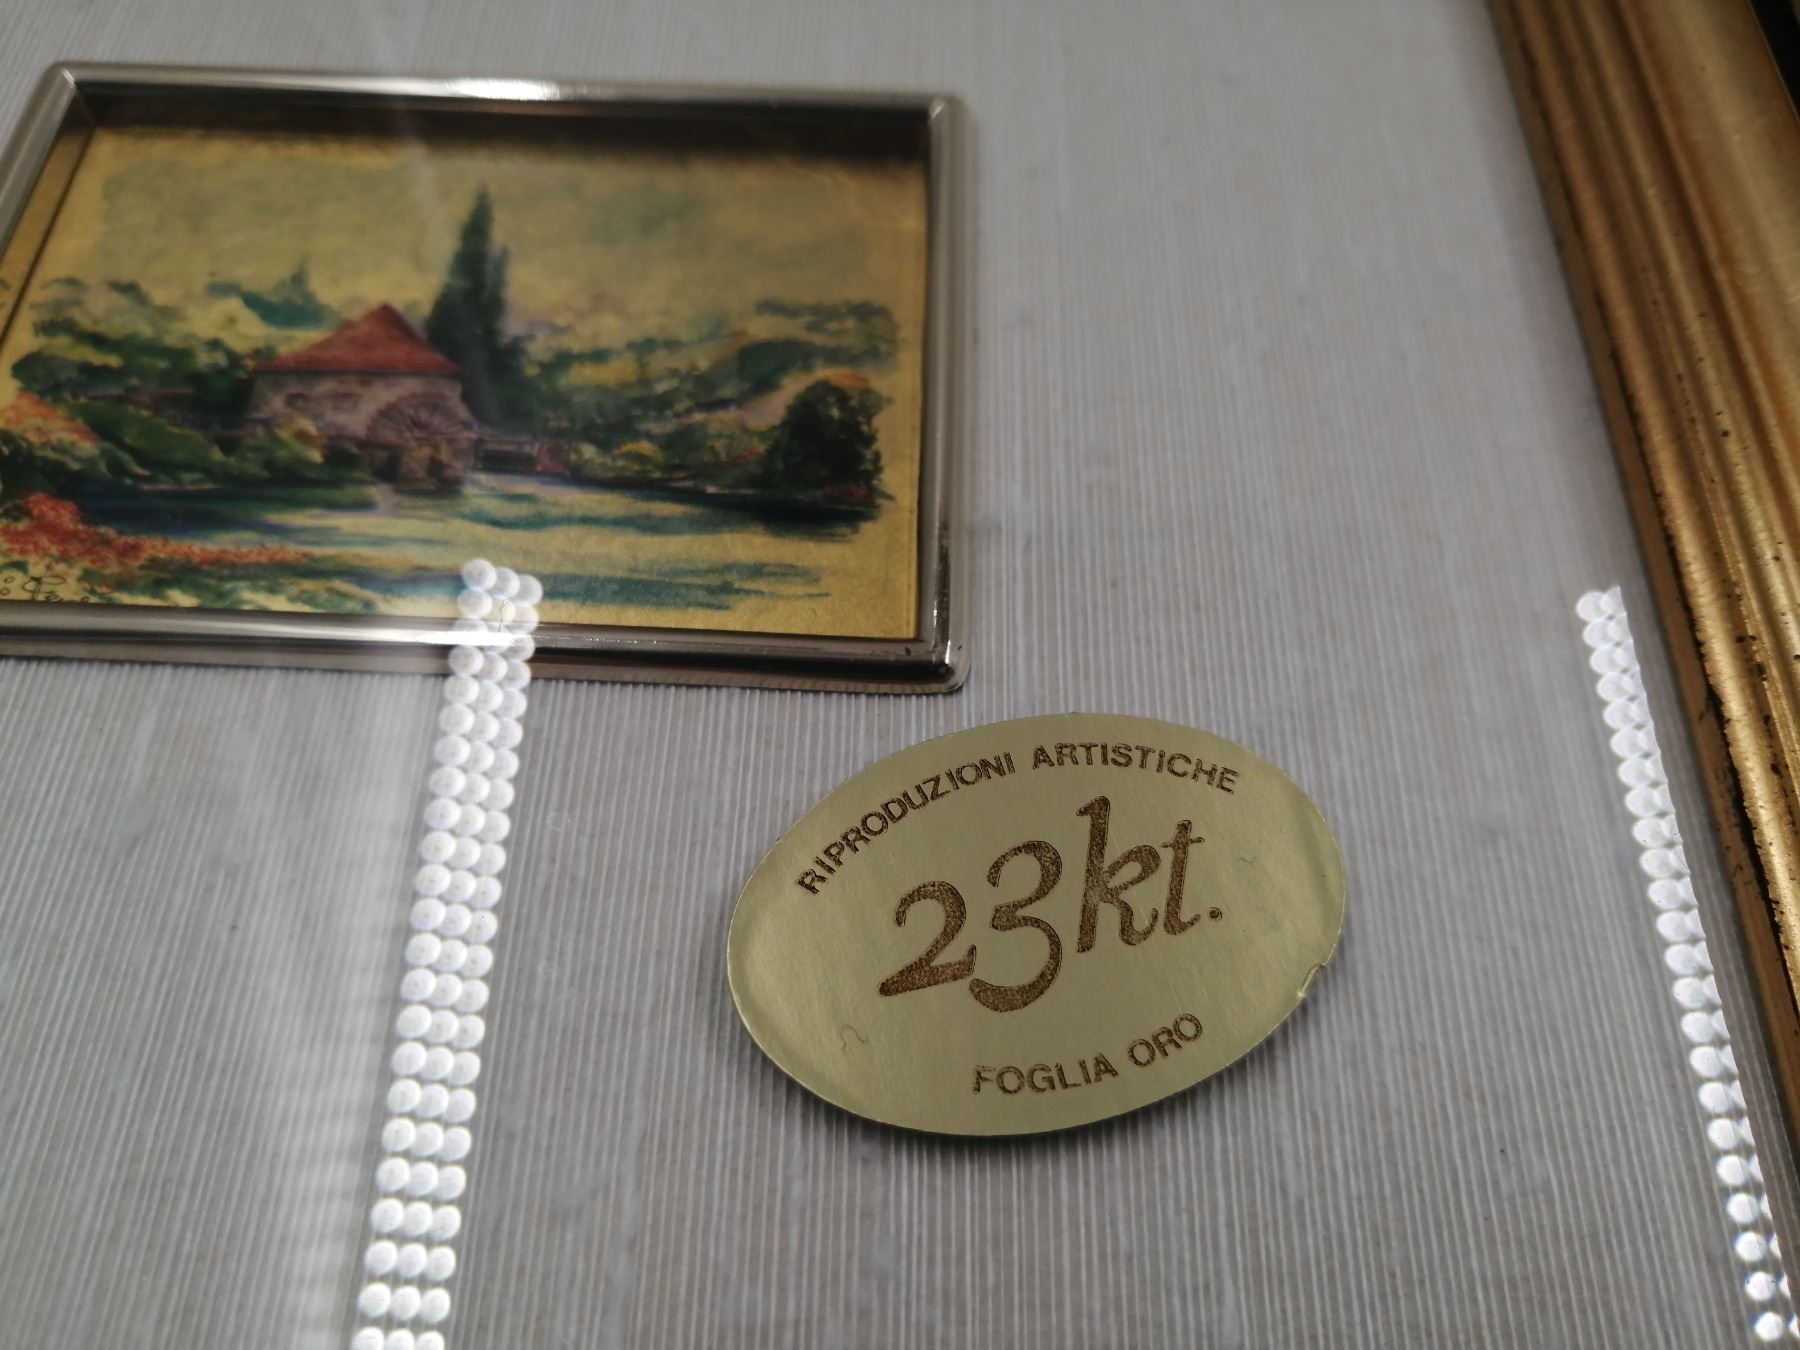 RIPRODUZIONI ARTISTICHE
23kt.
FOGLIA ORO